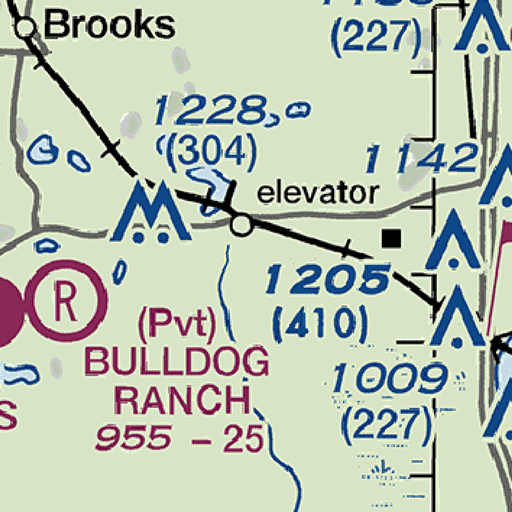 Brooks
(227)
1228
(304)
1142
elevator
1205
(410)
R
(Pvt)
BULLDOG
RANCH
955 - 25
1009
(227)
S